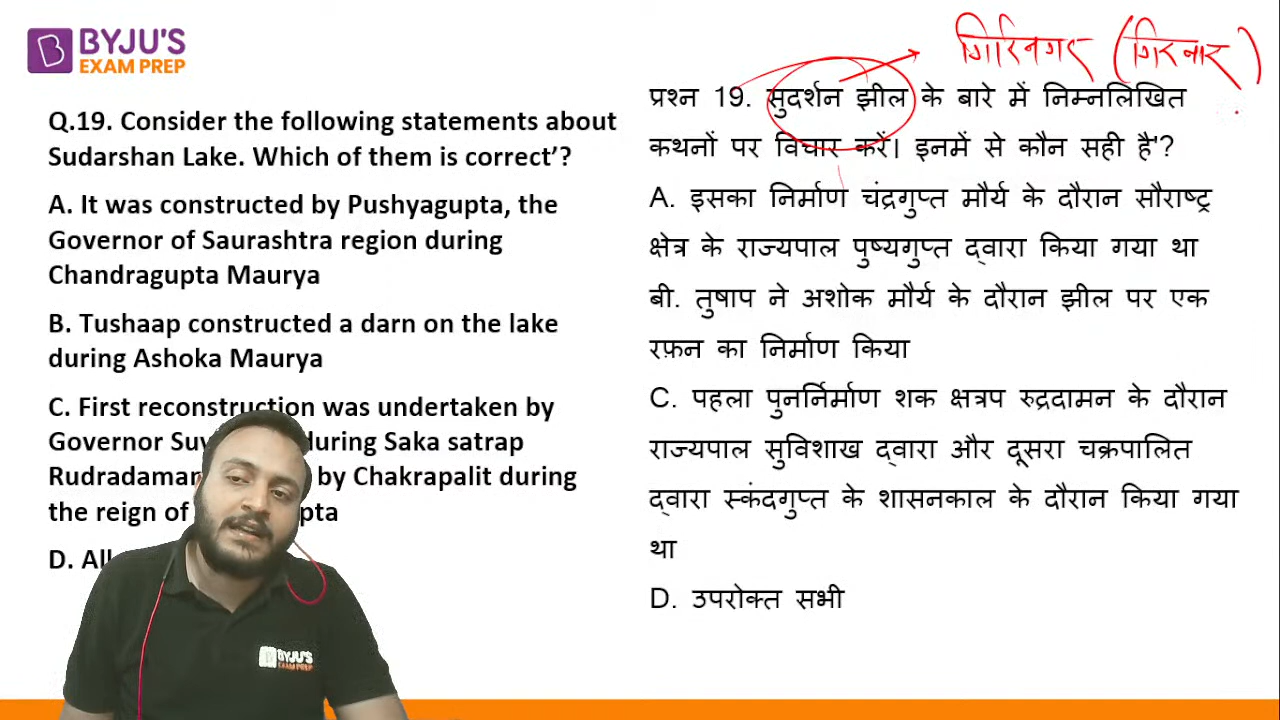 BYJU'S
EXAM PREP
Q.19. Consider the following statements about
Sudarshan Lake. Which of them is correct’?
A. It was constructed by Pushyagupta, the
Governor of Saurashtra region during
Chandragupta Maurya
B. Tushaap constructed a darn on the lake
during Ashoka Maurya
C. First reconstruction was undertaken by
Governor during Saka satrap
by Chakrapalit during
the reign of
D. All
गिरिनगर (गिरनार)
प्रश्न 19. सुदर्शन झील के बारे में निम्नलिखित
कथनों पर विचार करें। इनमें से कौन सही है'?
A. इसका निर्माण चंद्रगुप्त मौर्य के दौरान सौराष्ट्र
क्षेत्र के राज्यपाल पुष्यगुप्त द्वारा किया गया था
बी. तुषाप ने अशोक मौर्य के दौरान झील पर एक
रफ़न का निर्माण किया
C. पहला पुनर्निर्माण शक क्षत्रप रुद्रदामन के दौरान
राज्यपाल सुविशाख द्वारा और दूसरा चक्रपालित
द्वारा स्कंदगुप्त के शासनकाल के दौरान किया गया
था
D. उपरोक्त सभी
BYJU'S
EXAM PREP